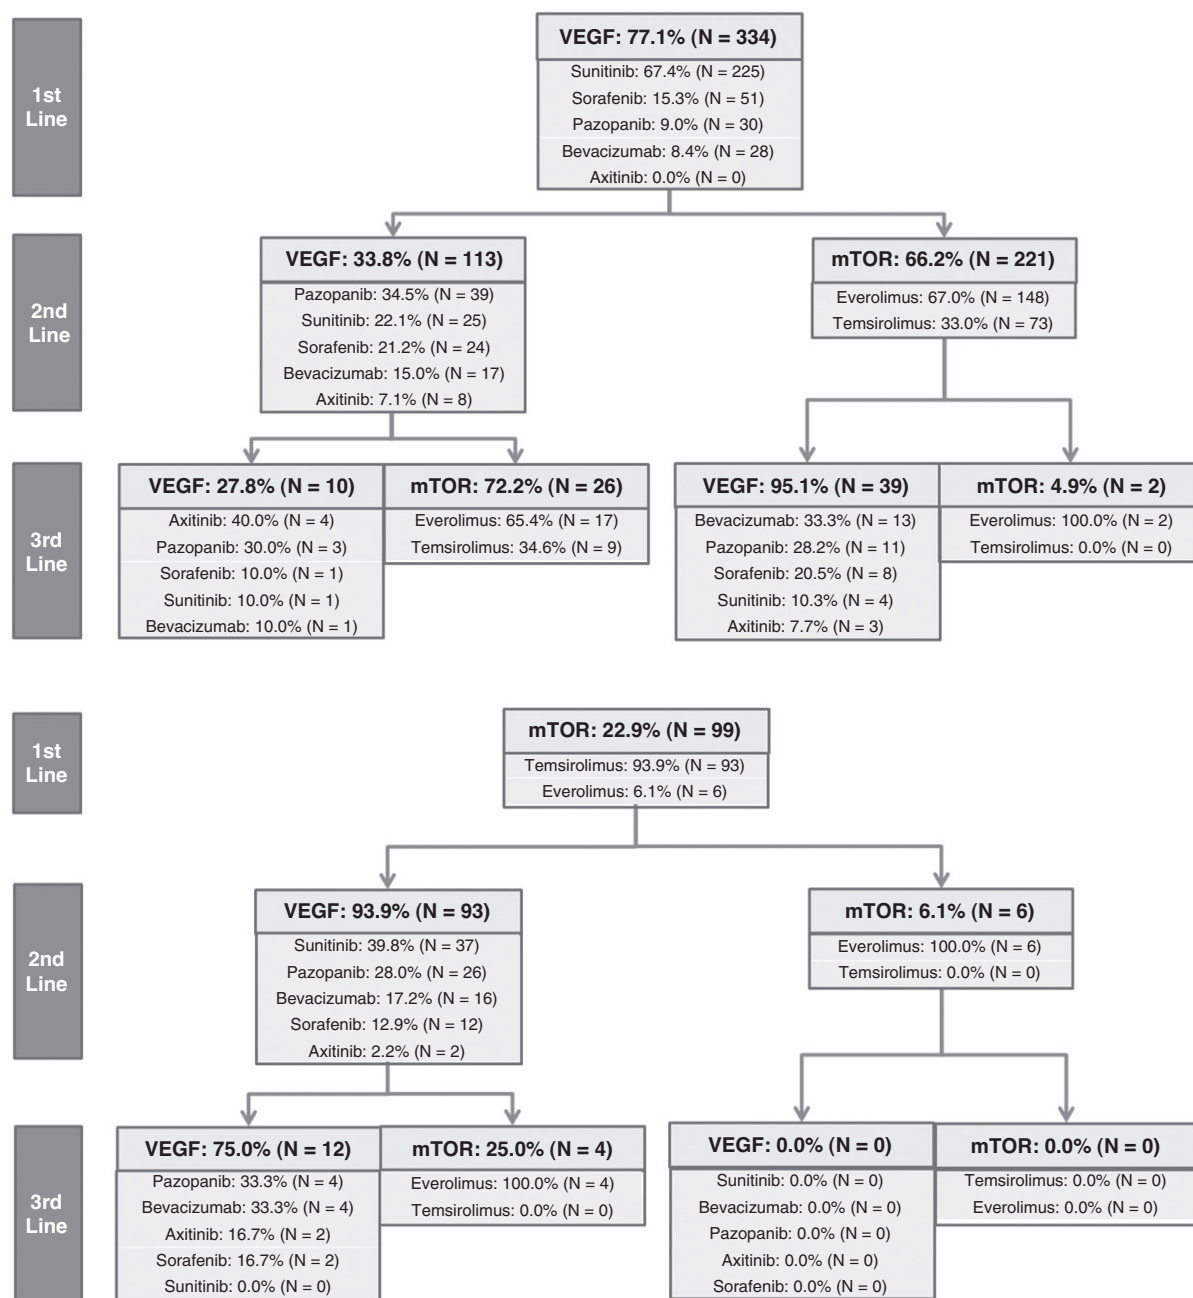 1st
Line
VEGF: 77.1% (N = 334)
Sunitinib: 67.4% (N = 225)
Sorafenib: 15.3% (N = 51)
Pazopanib: 9.0% (N = 30)
Bevacizumab: 8.4% (N = 28)
Axitinib: 0.0% (N = 0)
2nd
Line
VEGF: 33.8% (N = 113)
Pazopanib: 34.5% (N = 39)
Sunitinib: 22.1% (N = 25)
Sorafenib: 21.2% (N = 24)
Bevacizumab: 15.0% (N = 17)
Axitinib: 7.1% (N = 8)
mTOR: 66.2% (N = 221)
Everolimus: 67.0% (N = 148)
Temsirolimus: 33.0% (N = 73)
3rd
Line
VEGF: 27.8% (N = 10)
Axitinib: 40.0% (N = 4)
Pazopanib: 30.0% (N = 3)
Sorafenib: 10.0% (N = 1)
Sunitinib: 10.0% (N = 1)
Bevacizumab: 10.0% (N = 1)
mTOR: 72.2% (N = 26)
Everolimus: 65.4% (N = 17)
Temsirolimus: 34.6% (N = 9)
VEGF: 95.1% (N = 39)
Bevacizumab: 33.3% (N = 13)
Pazopanib: 28.2% (N = 11)
Sorafenib: 20.5% (N = 8)
Sunitinib: 10.3% (N = 4)
Axitinib: 7.7% (N = 3)
mTOR: 4.9% (N = 2)
Everolimus: 100.0% (N = 2)
Temsirolimus: 0.0% (N = 0)
1st
Line
mTOR: 22.9% (N = 99)
Temsirolimus: 93.9% (N = 93)
Everolimus: 6.1% (N = 6)
2nd
Line
VEGF: 93.9% (N = 93)
Sunitinib: 39.8% (N = 37)
Pazopanib: 28.0% (N = 26)
Bevacizumab: 17.2% (N = 16)
Sorafenib: 12.9% (N = 12)
Axitinib: 2.2% (N = 2)
mTOR: 6.1% (N = 6)
Everolimus: 100.0% (N = 6)
Temsirolimus: 0.0% (N = 0)
3rd
Line
VEGF: 75.0% (N = 12)
Pazopanib: 33.3% (N = 4)
Bevacizumab: 33.3% (N = 4)
Axitinib: 16.7% (N = 2)
Sorafenib: 16.7% (N = 2)
Sunitinib: 0.0% (N = 0)
mTOR: 25.0% (N = 4)
Everolimus: 100.0% (N = 4)
Temsirolimus: 0.0% (N = 0)
VEGF: 0.0% (N = 0)
Sunitinib: 0.0% (N = 0)
Bevacizumab: 0.0% (N = 0)
Pazopanib: 0.0% (N = 0)
Axitinib: 0.0% (N = 0)
Sorafenib: 0.0% (N = 0)
mTOR: 0.0% (N = 0)
Temsirolimus: 0.0% (N = 0)
Everolimus: 0.0% (N = 0)